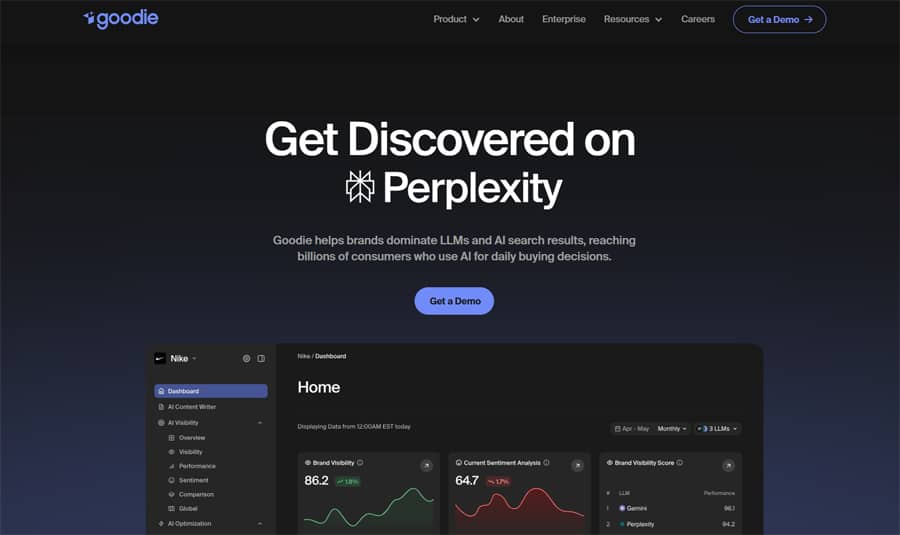 goodie
Product About Enterprise Resources Careers Get a Demo →
Get Discovered on
Perplexity
Goodie helps brands dominate LLMs and AI search results, reaching
billions of consumers who use AI for daily buying decisions.
Get a Demo
Nike
Dashboard
AI Content Writer
AI Visibility
Overview
Visibility
Performance
Sentiment
Comparison
Global
AI Optimization
Nike / Dashboard
Home
Displaying Data from 12:00AM EST today
Apr - May Monthly 3 LLMs
Brand Visibility
86.2 1.8%
Current Sentiment Analysis
64.7 1.7%
Brand Visibility Score
# LLM Performance
1 Gemini 96.1
2 Perplexity 94.2